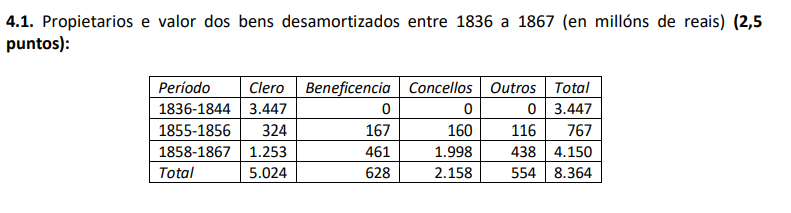 4.1. Propietarios e valor dos bens desamortizados entre 1836 a 1867 (en millóns de reais) (2,5
puntos):
Período Clero Beneficencia Concellos Outros Total
1836-1844 3.447 0 0 0 3.447
1855-1856 324 167 160 116 767
1858-1867 1.253 461 1.998 438 4.150
Total 5.024 628 2.158 554 8.364